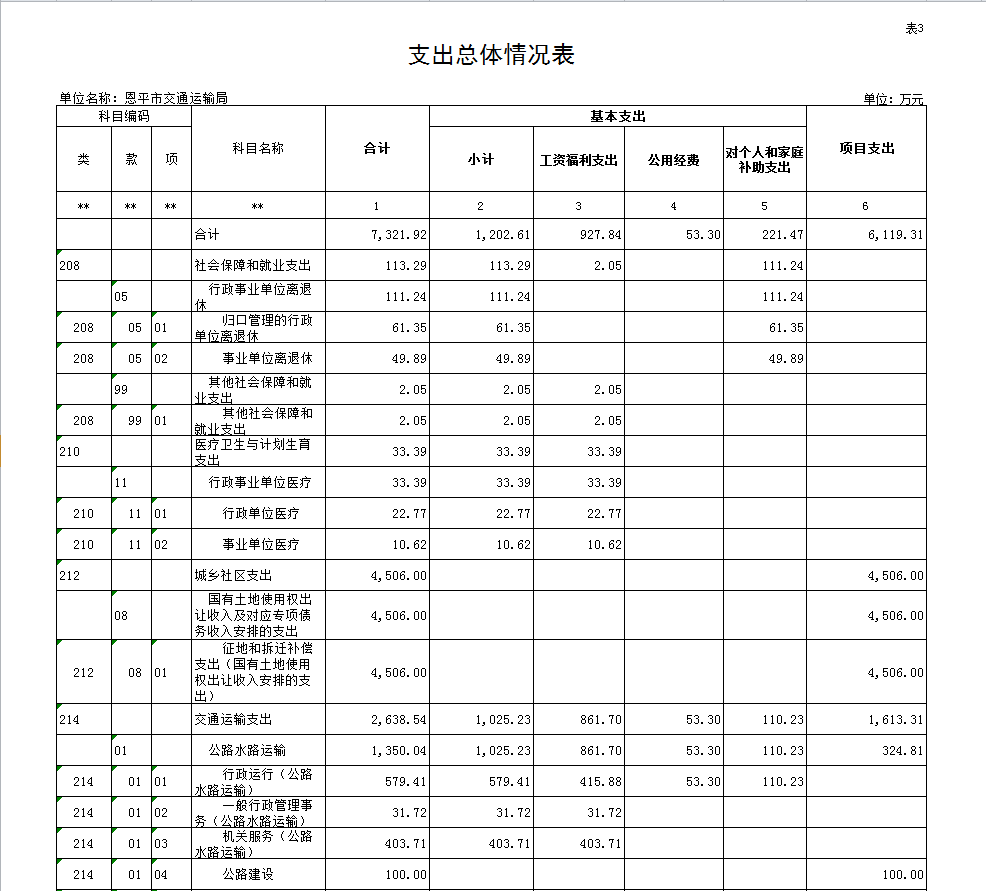 表3
支出总体情况表
单位名称：恩平市交通运输局 单位：万元
科目编码 科目名称 合计 基本支出 项目支出
类 款 项 小计 工资福利支出 公用经费 对个人和家庭
补助支出
** ** ** ** 1 2 3 4 5 6
合计 7,321.92 1,202.61 927.84 53.30 221.47 6,119.31
208 社会保障和就业支出 113.29 113.29 2.05 111.24
05 行政事业单位离退
休 111.24 111.24 111.24
208 05 01 归口管理的行政
单位离退休 61.35 61.35 61.35
208 05 02 事业单位离退休 49.89 49.89 49.89
99 其他社会保障和就
业支出 2.05 2.05 2.05
208 99 01 其他社会保障和
就业支出 2.05 2.05 2.05
210 医疗卫生与计划生育
支出 33.39 33.39 33.39
11 行政事业单位医疗 33.39 33.39 33.39
210 11 01 行政单位医疗 22.77 22.77 22.77
210 11 02 事业单位医疗 10.62 10.62 10.62
212 城乡社区支出 4,506.00 4,506.00
08 国有土地使用权出
让收入及对应专项债
务收入安排的支出 4,506.00 4,506.00
212 08 01 征地和拆迁补偿
支出（国有土地使用
权出让收入安排的支
出） 4,506.00 4,506.00
214 交通运输支出 2,638.54 1,025.23 861.70 53.30 110.23 1,613.31
01 公路水路运输 1,350.04 1,025.23 861.70 53.30 110.23 324.81
214 01 01 行政运行（公路
水路运输） 579.41 579.41 415.88 53.30 110.23
214 01 02 一般行政管理事
务（公路水路运输） 31.72 31.72 31.72
214 01 03 机关服务（公路
水路运输） 403.71 403.71 403.71
214 01 04 公路建设 100.00 100.00